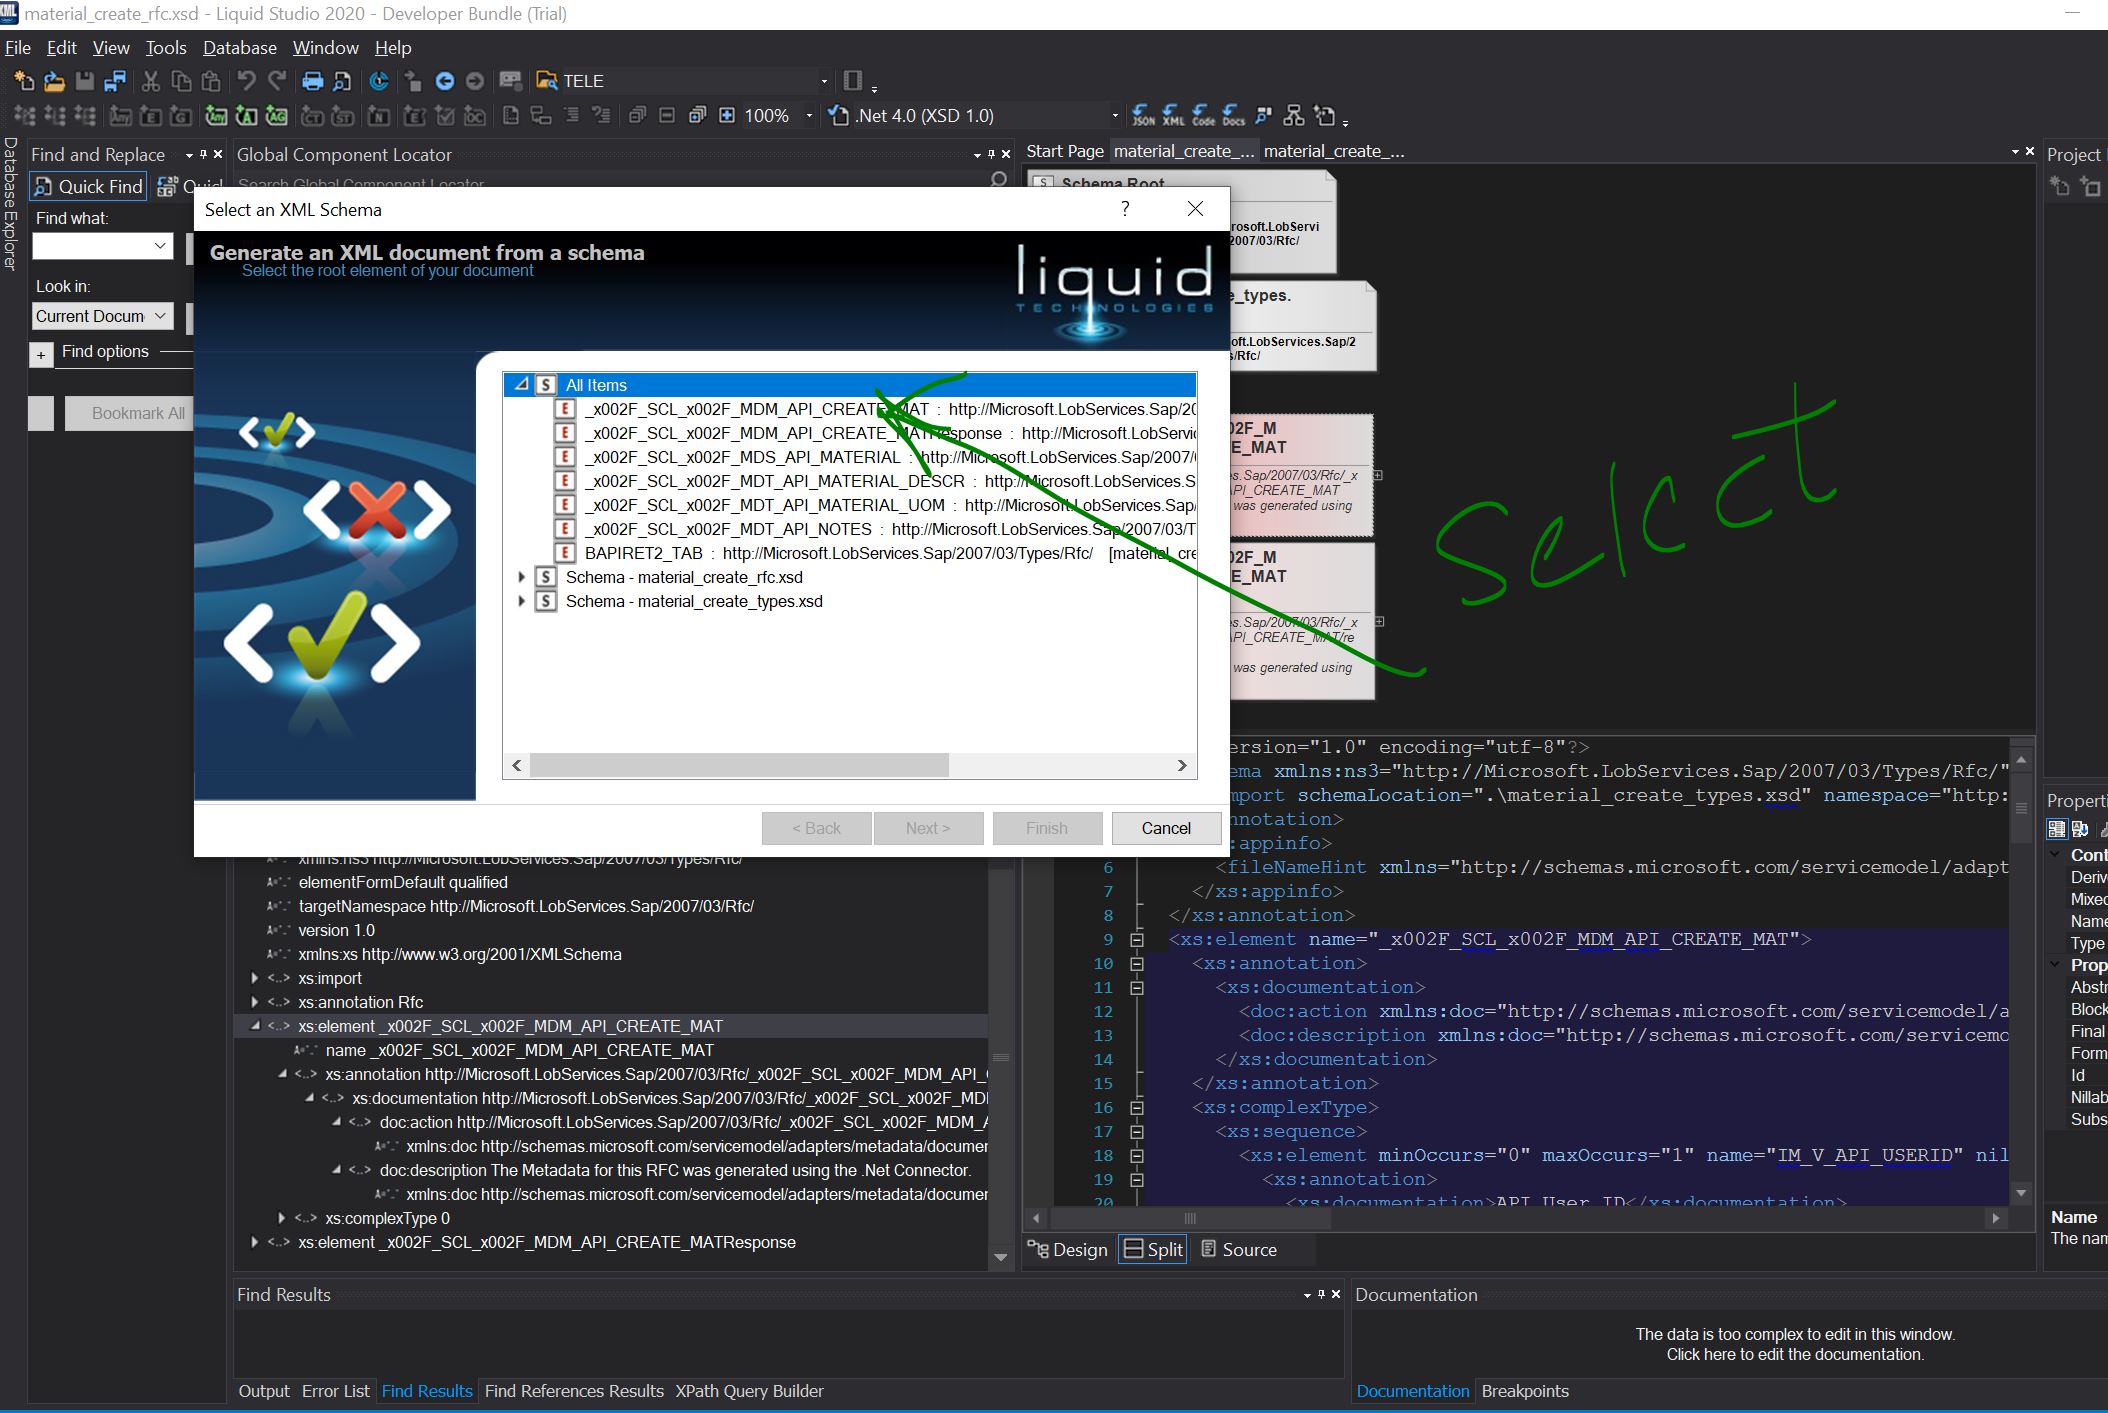 material_create_rfc.xsd - Liquid Studio 2020 - Developer Bundle (Trial)
File Edit View Tools Database Window Help
TELE
100% .Net 4.0 (XSD 1.0) JSON XML Code Docs
Database Explorer
Find and Replace
Quick Find
Find what:
Look in:
Current Docum
+ Find options
Bookmark All
Global Component Locator
Search Global Component Locator
Start Page material_create_... material_create_...
Project
Schema Root
rosoft.LobServi
2007/03/Rfc/
e_types.
oft.LobServices.Sap/2
s/Rfc/
02F_M
E_MAT
es.Sap/2007/03/Rfc/_x
API_CREATE_MAT
was generated using
02F_M
E_MAT
es.Sap/2007/03/Rfc/_x
API_CREATE_MAT/re
was generated using
Select
Select an XML Schema ?
Generate an XML document from a schema
Select the root element of your document
liquid
TECHNOLOGIES
All Items
_x002F_SCL_x002F_MDM_API_CREATE_MAT : http://Microsoft.LobServices.Sap/20
_x002F_SCL_x002F_MDM_API_CREATE_MATResponse : http://Microsoft.LobServic
_x002F_SCL_x002F_MDS_API_MATERIAL : http://Microsoft.LobServices.Sap/2007/
_x002F_SCL_x002F_MDT_API_MATERIAL_DESCR : http://Microsoft.LobServices.S
_x002F_SCL_x002F_MDT_API_MATERIAL_UOM : http://Microsoft.LobServices.Sap/
_x002F_SCL_x002F_MDT_API_NOTES : http://Microsoft.LobServices.Sap/2007/03/T
BAPIRET2_TAB : http://Microsoft.LobServices.Sap/2007/03/Types/Rfc/ [material_cre
Schema - material_create_rfc.xsd
Schema - material_create_types.xsd
< Back Next > Finish Cancel
xmlns:ns3 http://Microsoft.LobServices.Sap/2007/03/Types/Rfc/
elementFormDefault qualified
targetNamespace http://Microsoft.LobServices.Sap/2007/03/Rfc/
version 1.0
xmlns:xs http://www.w3.org/2001/XMLSchema
xs:import
xs:annotation Rfc
xs:element _x002F_SCL_x002F_MDM_API_CREATE_MAT
name _x002F_SCL_x002F_MDM_API_CREATE_MAT
xs:annotation http://Microsoft.LobServices.Sap/2007/03/Rfc/_x002F_SCL_x002F_MDM_API_
xs:documentation http://Microsoft.LobServices.Sap/2007/03/Rfc/_x002F_SCL_x002F_MD
doc:action http://Microsoft.LobServices.Sap/2007/03/Rfc/_x002F_SCL_x002F_MDM_A
xmlns:doc http://schemas.microsoft.com/servicemodel/adapters/metadata/documen
doc:description The Metadata for this RFC was generated using the .Net Connector.
xmlns:doc http://schemas.microsoft.com/servicemodel/adapters/metadata/documen
xs:complexType 0
xs:element _x002F_SCL_x002F_MDM_API_CREATE_MATResponse
ersion="1.0" encoding="utf-8"?>
ema xmlns:ns3="http://Microsoft.LobServices.Sap/2007/03/Types/Rfc/"
mport schemaLocation=".\material_create_types.xsd" namespace="http:
nnotation>
:appinfo>
6 <fileNameHint xmlns="http://schemas.microsoft.com/servicemodel/adapt
7 </xs:appinfo>
8 </xs:annotation>
9 <xs:element name="_x002F_SCL_x002F_MDM_API_CREATE_MAT">
10 <xs:annotation>
11 <xs:documentation>
12 <doc:action xmlns:doc="http://schemas.microsoft.com/servicemodel/a
13 <doc:description xmlns:doc="http://schemas.microsoft.com/servicemo
14 </xs:documentation>
15 </xs:annotation>
16 <xs:complexType>
17 <xs:sequence>
18 <xs:element minOccurs="0" maxOccurs="1" name="IM_V_API_USERID" nil
19 <xs:annotation>
20 <xs:documentation>API User ID</xs:documentation>
Design Split Source
Properti
Cont
Deriv
Mixed
Name
Type
Prop
Abstr
Block
Final
Form
Id
Nillab
Subs
Name
The nam
Find Results
Output Error List Find Results Find References Results XPath Query Builder
Documentation
The data is too complex to edit in this window.
Click here to edit the documentation.
Documentation Breakpoints